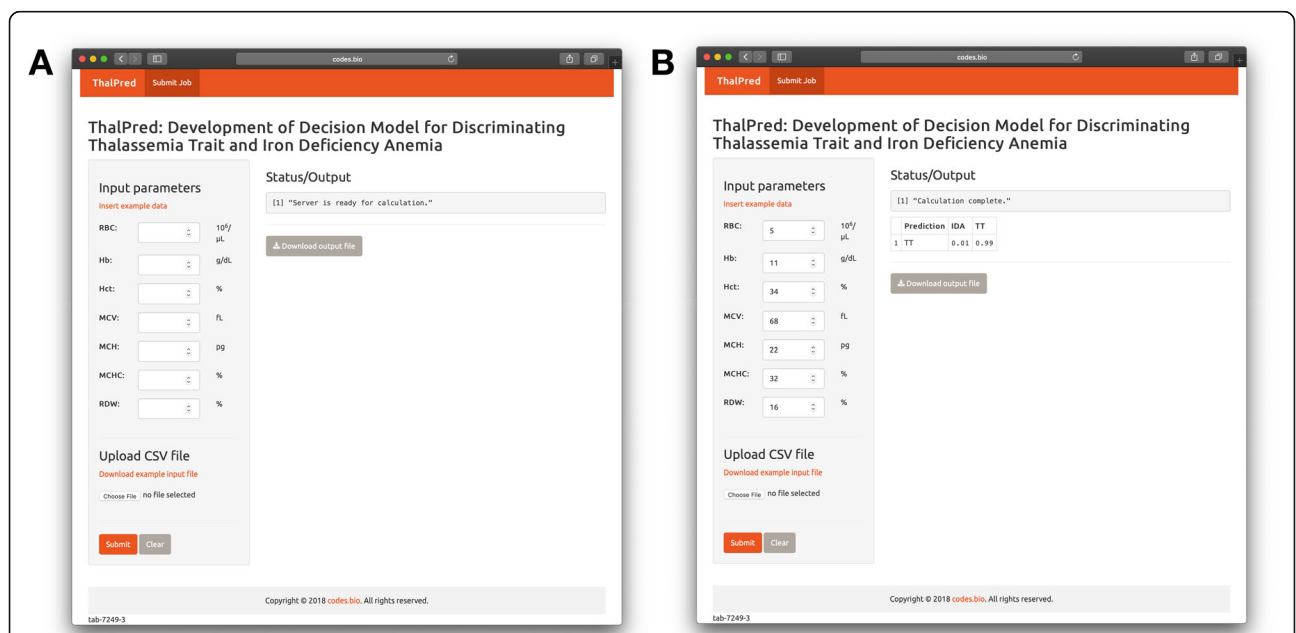 A
codes.bio
ThalPred Submit Job
ThalPred: Development of Decision Model for Discriminating
Thalassemia Trait and Iron Deficiency Anemia
Input parameters
Insert example data
RBC: 10⁶/
μL
Hb: g/dL
Hct: %
MCV: fL
MCH: pg
MCHC: %
RDW: %
Upload CSV file
Download example input file
Choose File no file selected
Submit Clear
Status/Output
[1] "Server is ready for calculation."
Download output file
Copyright © 2018 codes.bio. All rights reserved.
tab-7249-3
B
codes.bio
ThalPred Submit Job
ThalPred: Development of Decision Model for Discriminating
Thalassemia Trait and Iron Deficiency Anemia
Input parameters
Insert example data
RBC: 5 10⁶/
μL
Hb: 11 g/dL
Hct: 34 %
MCV: 68 fL
MCH: 22 pg
MCHC: 32 %
RDW: 16 %
Upload CSV file
Download example input file
Choose File no file selected
Submit Clear
Status/Output
[1] "Calculation complete."
Prediction IDA TT
1 TT 0.01 0.99
Download output file
Copyright © 2018 codes.bio. All rights reserved.
tab-7249-3